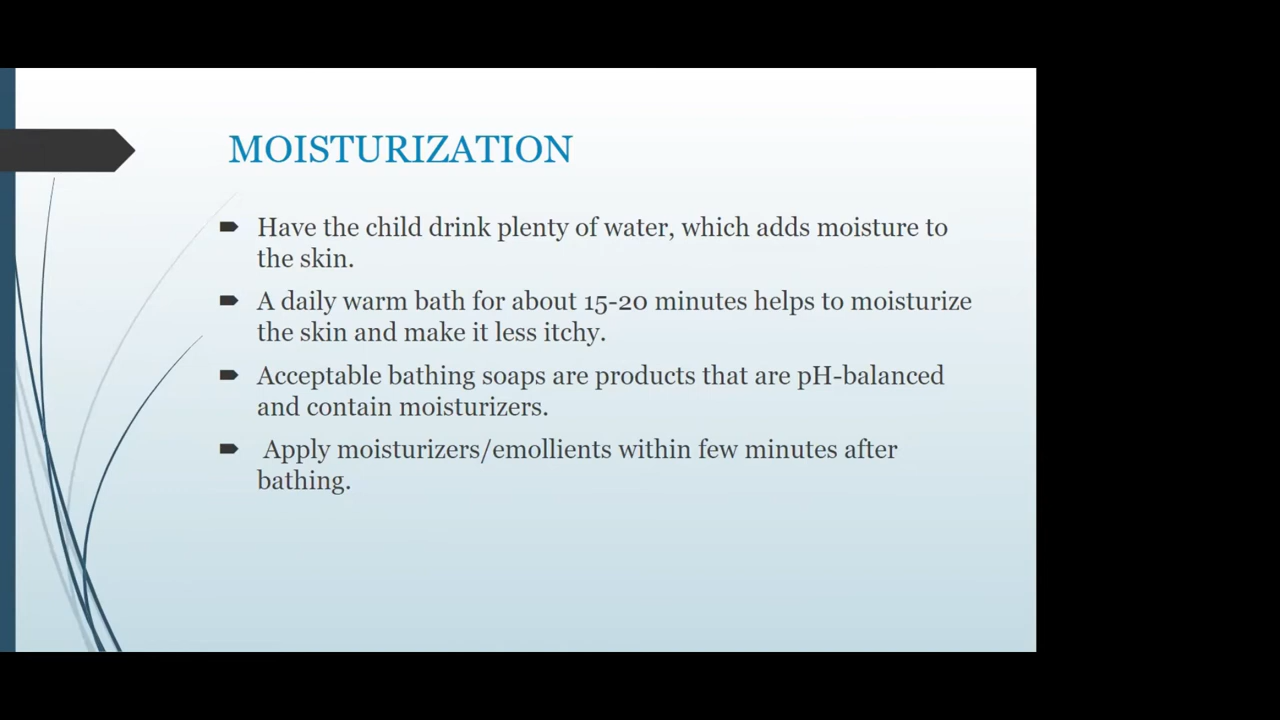 MOISTURIZATION
Have the child drink plenty of water, which adds moisture to
the skin.
A daily warm bath for about 15-20 minutes helps to moisturize
the skin and make it less itchy.
Acceptable bathing soaps are products that are pH-balanced
and contain moisturizers.
Apply moisturizers/emollients within few minutes after
bathing.